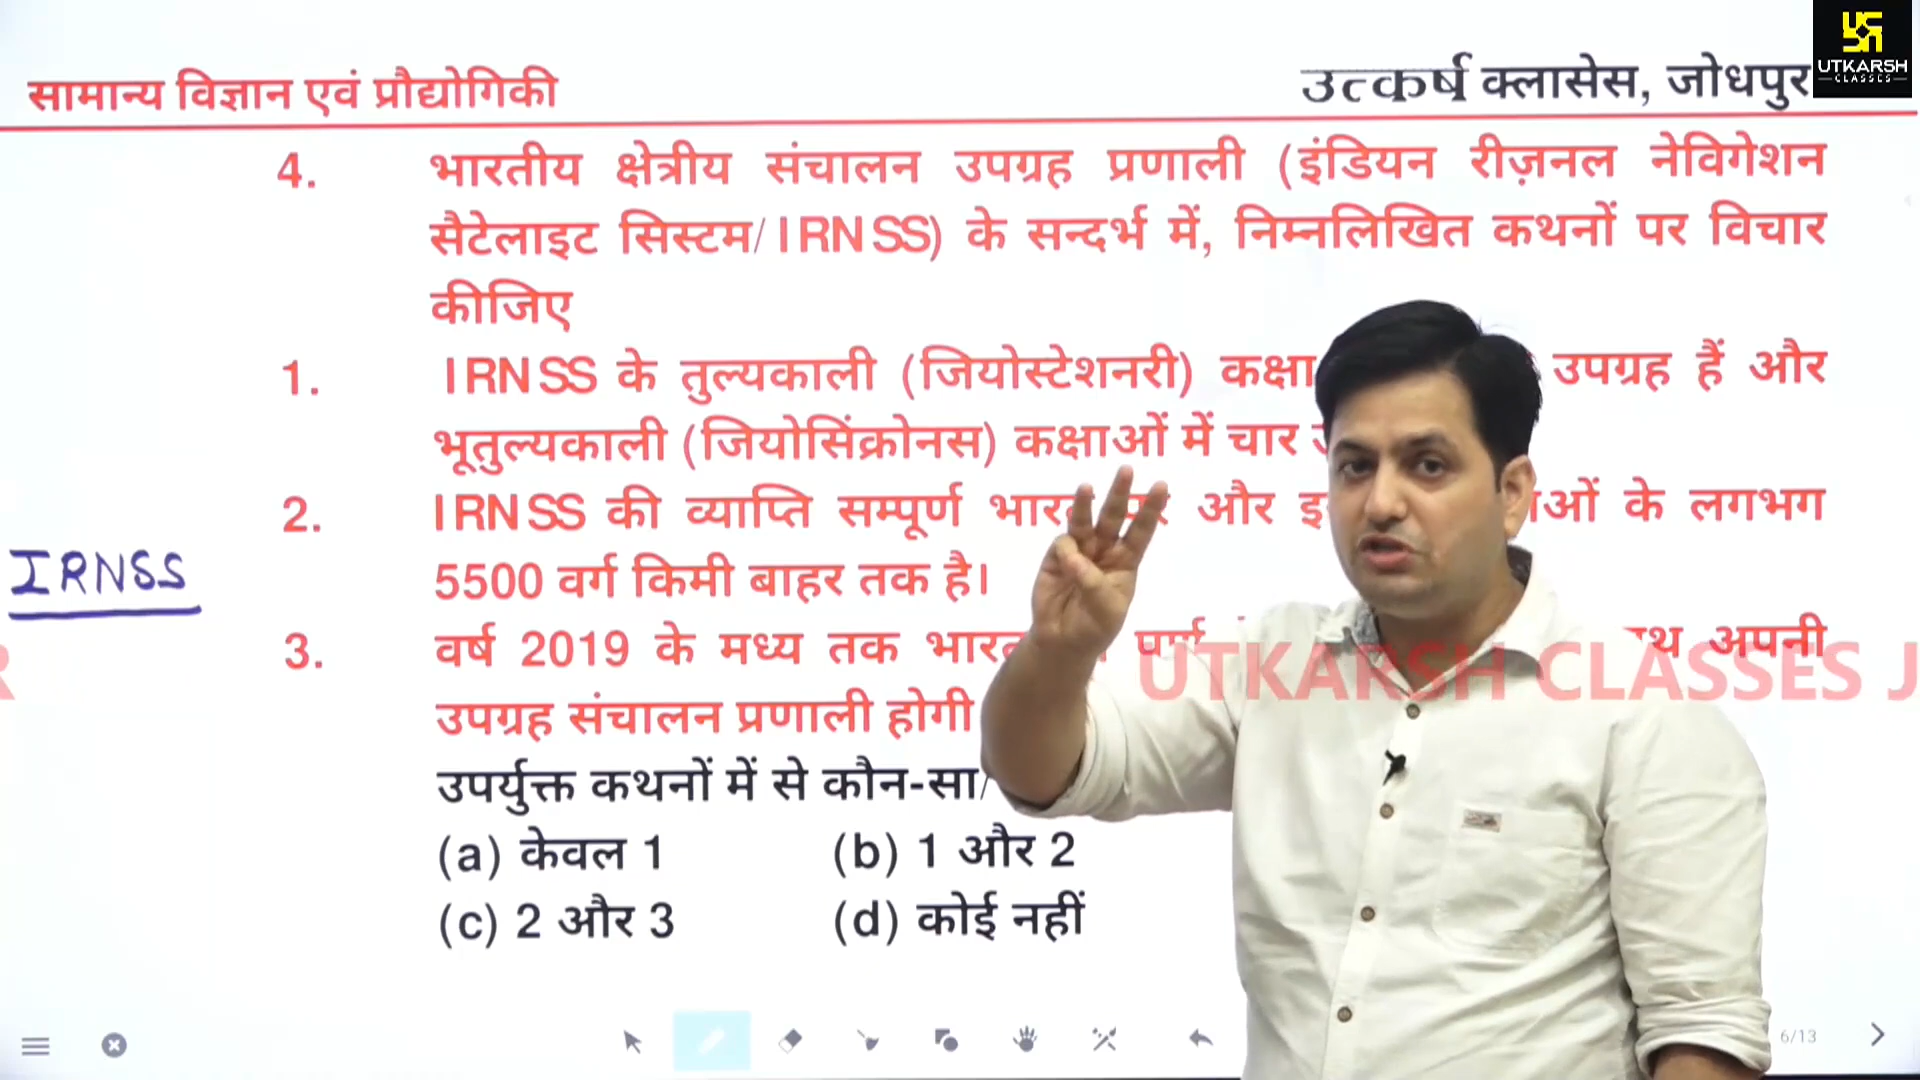 UTKARSH
CLASSES
सामान्य विज्ञान एवं प्रौद्योगिकी
उत्कर्ष क्लासेस, जोधपुर
4. भारतीय क्षेत्रीय संचालन उपग्रह प्रणाली (इंडियन रीज़नल नेविगेशन
सैटेलाइट सिस्टम/IRNSS) के सन्दर्भ में, निम्नलिखित कथनों पर विचार
कीजिए
1. IRNSS के तुल्यकाली (जियोस्टेशनरी) उपग्रह हैं और
भूतुल्यकाली (जियोसिंक्रोनस) कक्षाओं में चार
2. IRNSS की व्याप्ति सम्पूर्ण और के लगभग
5500 वर्ग किमी बाहर तक है।
IRNSS
3. वर्ष 2019 के मध्य तक अपनी
उपग्रह संचालन प्रणाली होगी
UTKARSH CLASSES J
उपर्युक्त कथनों में से कौन-सा/
(a) केवल 1 (b) 1 और 2
(c) 2 और 3 (d) कोई नहीं
6/13